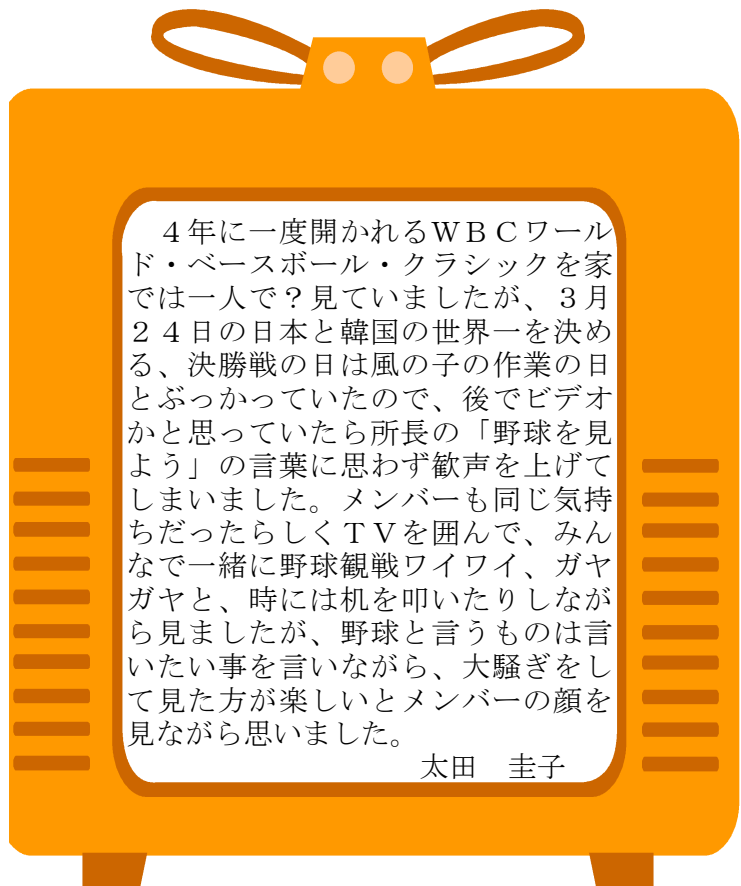 ４年に一度開かれるＷＢＣワール
ド・ベースボール・クラシックを家
では一人で？見ていましたが、３月
２４日の日本と韓国の世界一を決め
る、決勝戦の日は風の子の作業の日
とぶっかっていたので、後でビデオ
かと思っていたら所長の「野球を見
よう」の言葉に思わず歓声を上げて
しまいました。メンバーも同じ気持
ちだったらしくＴＶを囲んで、みん
なで一緒に野球観戦ワイワイ、ガヤ
ガヤと、時には机を叩いたりしなが
ら見ましたが、野球と言うものは言
いたい事を言いながら、大騒ぎをし
て見た方が楽しいとメンバーの顔を
見ながら思いました。
太田　圭子